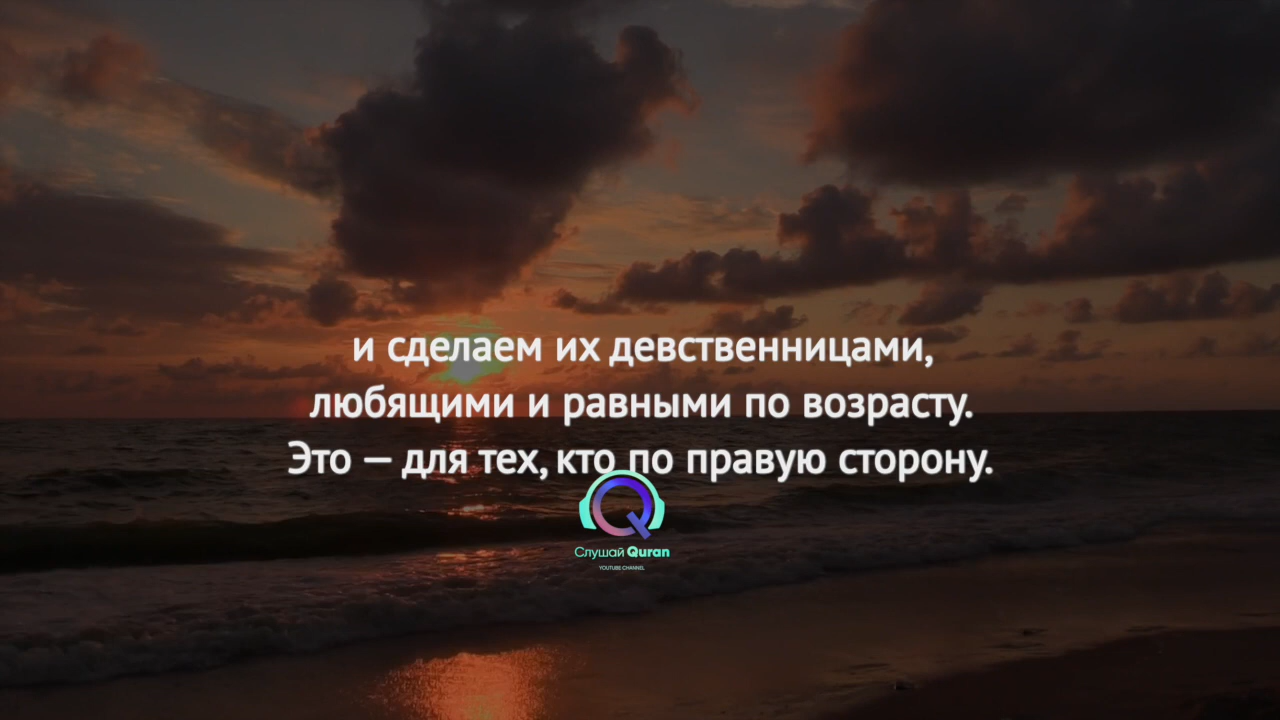 и сделаем их девственницами,
любящими и равными по возрасту.
Это — для тех, кто по правую сторону.
Слушай Quran
YOUTUBE CHANNEL